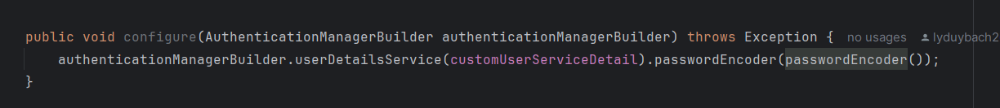 public void configure(AuthenticationManagerBuilder authenticationManagerBuilder) throws Exception { no usages lyduybach2
authenticationManagerBuilder.userDetailsService(customUserServiceDetail).passwordEncoder(passwordEncoder());
}